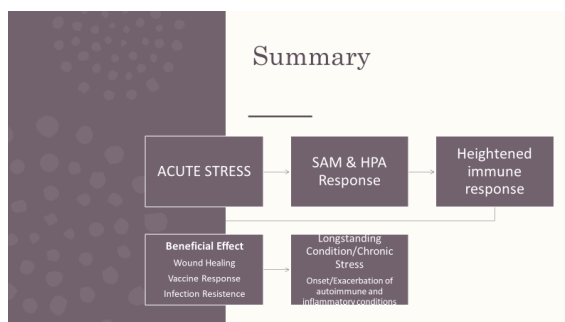 Summary
ACUTE STRESS
SAM & HPA
Response
Heightened
immune
response
Beneficial Effect
Wound Healing
Vaccine Response
Infection Resistence
Longstanding
Condition/Chronic
Stress
Onset/Exacerbation of
autoimmune and
inflammatory conditions